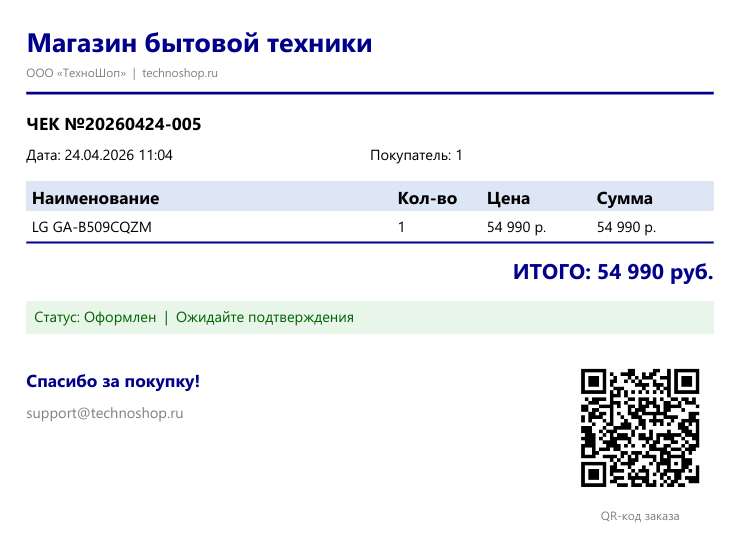 Магазин бытовой техники
ООО «ТехноШоп» | technoshop.ru
ЧЕК №20260424-005
Дата: 24.04.2026 11:04 Покупатель: 1
Наименование Кол-во Цена Сумма
LG GA-B509CQZM 1 54 990 р. 54 990 р.
ИТОГО: 54 990 руб.
Статус: Оформлен | Ожидайте подтверждения
Спасибо за покупку!
support@technoshop.ru
QR-код заказа